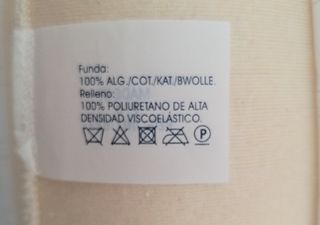 Funda:
100% ALG./COT./KAT./BWOLLE.
Relleno:
100% POLIURETANO DE ALTA
DENSIDAD VISCOELÁSTICO.
P